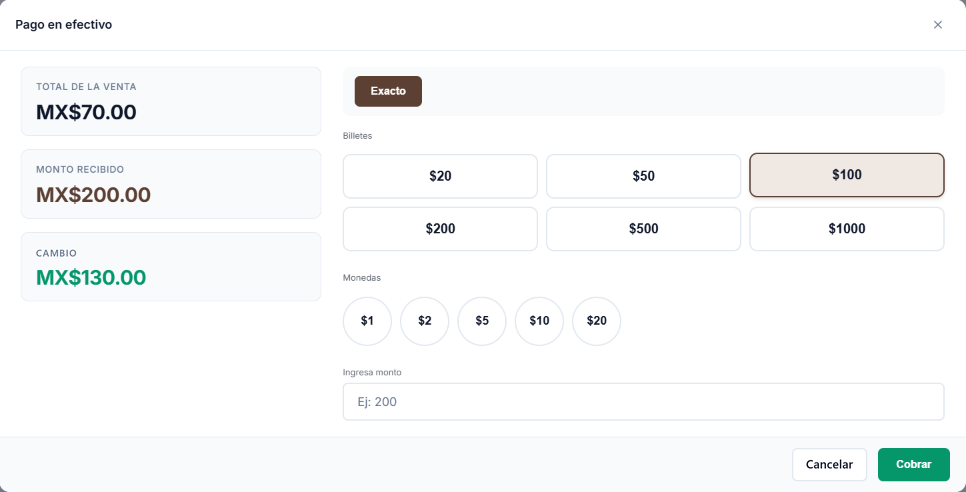 Pago en efectivo
×
TOTAL DE LA VENTA
MX$70.00
MONTO RECIBIDO
MX$200.00
CAMBIO
MX$130.00
Exacto
Billetes
$20 $50 $100
$200 $500 $1000
Monedas
$1 $2 $5 $10 $20
Ingresa monto
Ej: 200
Cancelar Cobrar